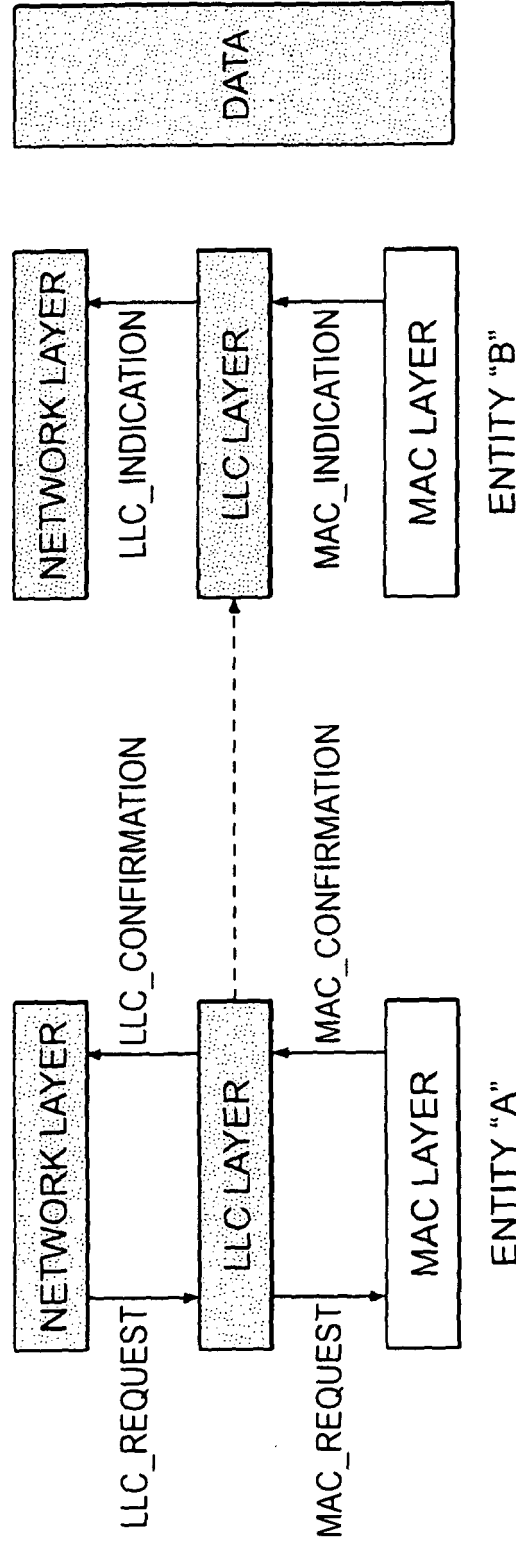 NETWORK LAYER
LLC_REQUEST
LLC_CONFIRMATION
LLC LAYER
MAC_REQUEST
MAC_CONFIRMATION
MAC LAYER
ENTITY "A"
NETWORK LAYER
LLC_INDICATION
LLC LAYER
MAC_INDICATION
MAC LAYER
ENTITY "B"
DATA